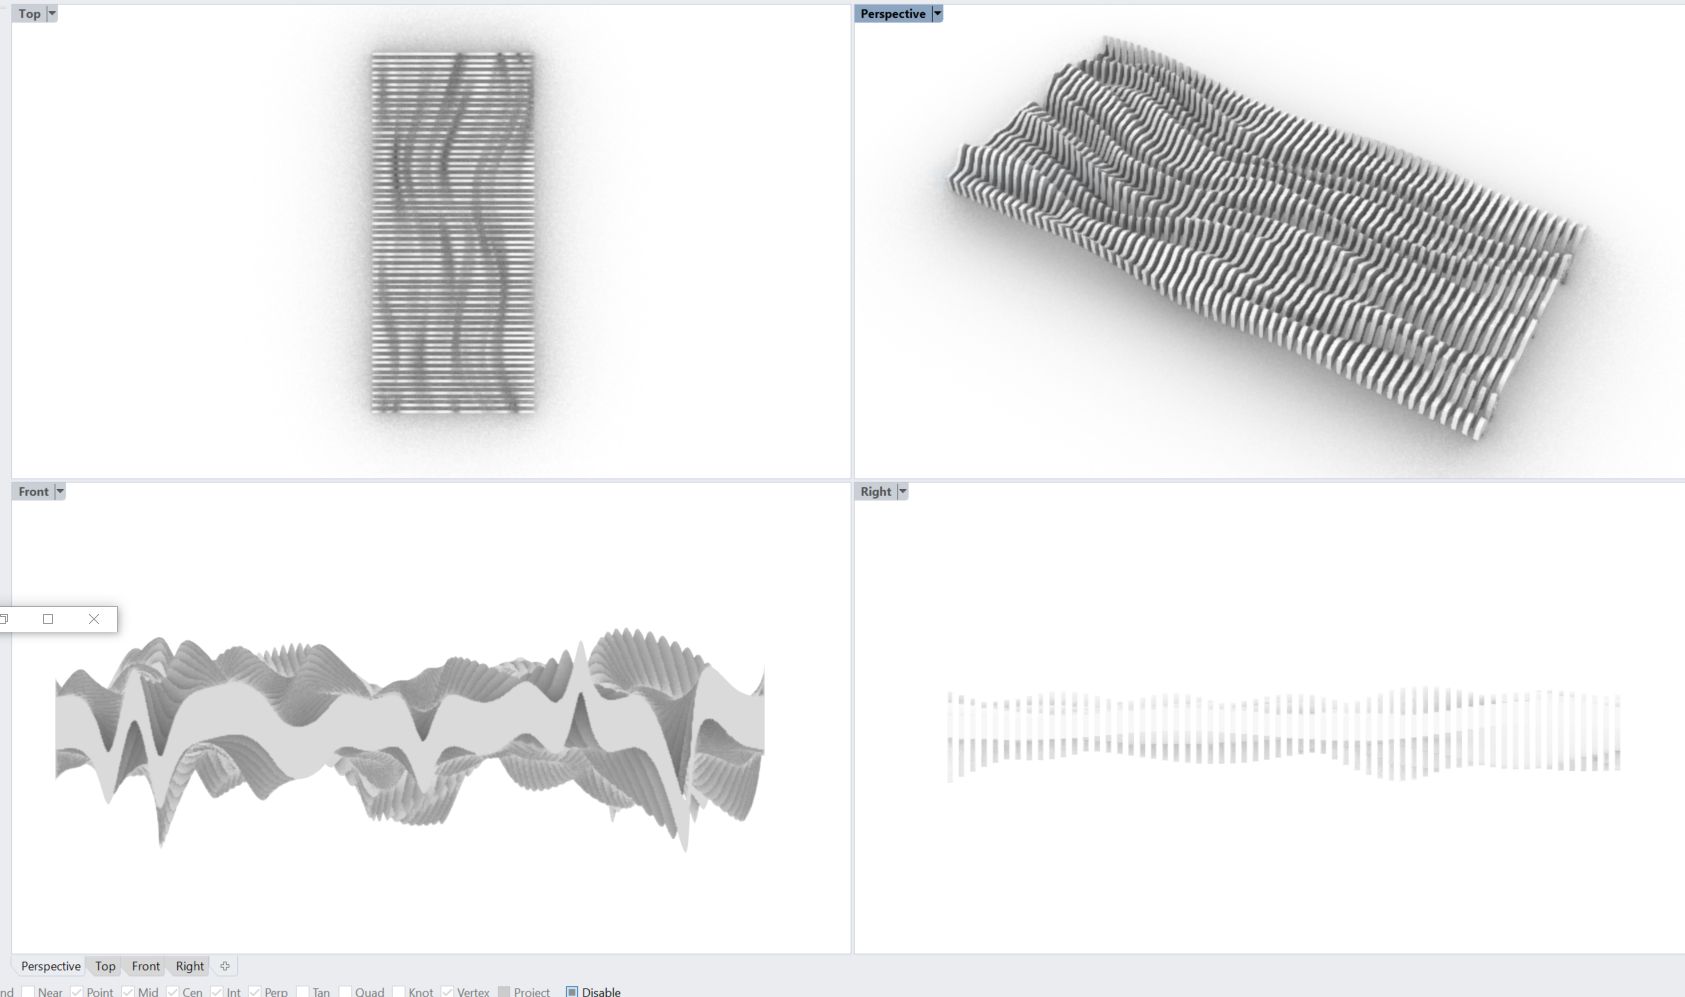 Top
Perspective
Front
Right
Perspective Top Front Right
nd Near Point Mid Cen Int Perp Tan Quad Knot Vertex Project Disable